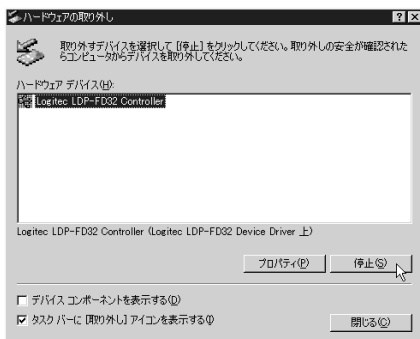 ハードウェアの取り外し
取り外すデバイスを選択して [停止] をクリックしてください。取り外しの安全が確認された
らコンピュータからデバイスを取り外してください。
ハードウェア デバイス(H):
Logitec LDP-FD32 Controller
Logitec LDP-FD32 Controller (Logitec LDP-FD32 Device Driver 上)
プロパティ(P)
停止(S)
デバイス コンポーネントを表示する(D)
タスク バーに [取り外し] アイコンを表示する(I)
閉じる(C)